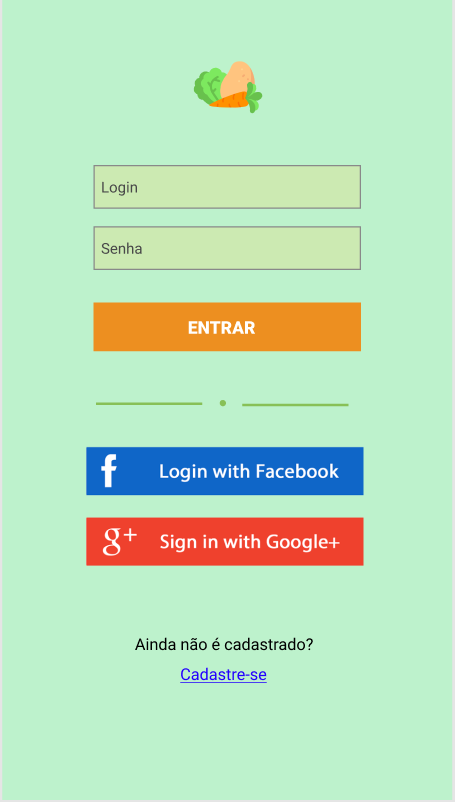 Login
Senha
ENTRAR
f Login with Facebook
g+ Sign in with Google+
Ainda não é cadastrado?
Cadastre-se